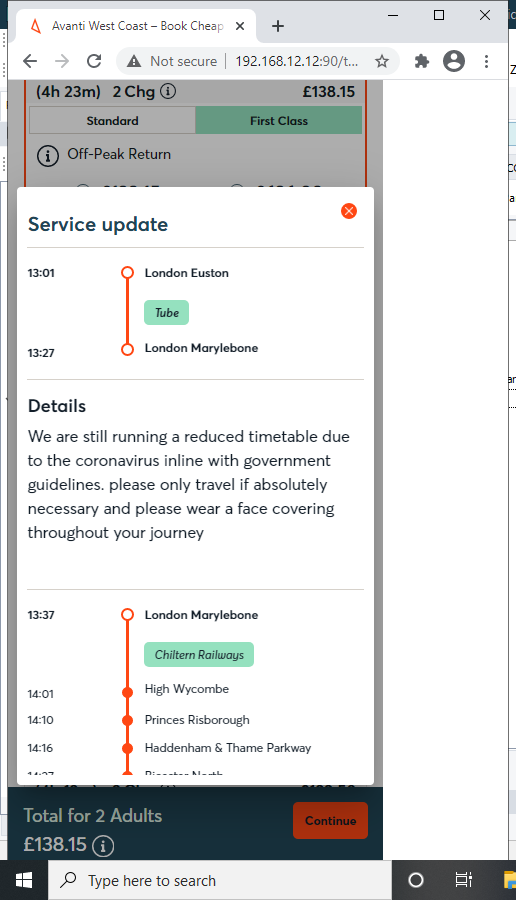 Avanti West Coast – Book Cheap
Not secure
192.168.12.12:90/t...
(4h 23m) 2 Chg
£138.15
Standard
First Class
Off-Peak Return
Service update
13:01
London Euston
Tube
13:27
London Marylebone
Details
We are still running a reduced timetable due
to the coronavirus inline with government
guidelines. please only travel if absolutely
necessary and please wear a face covering
throughout your journey
13:37
London Marylebone
Chiltern Railways
14:01
High Wycombe
14:10
Princes Risborough
14:16
Haddenham & Thame Parkway
Total for 2 Adults
£138.15
Continue
Type here to search